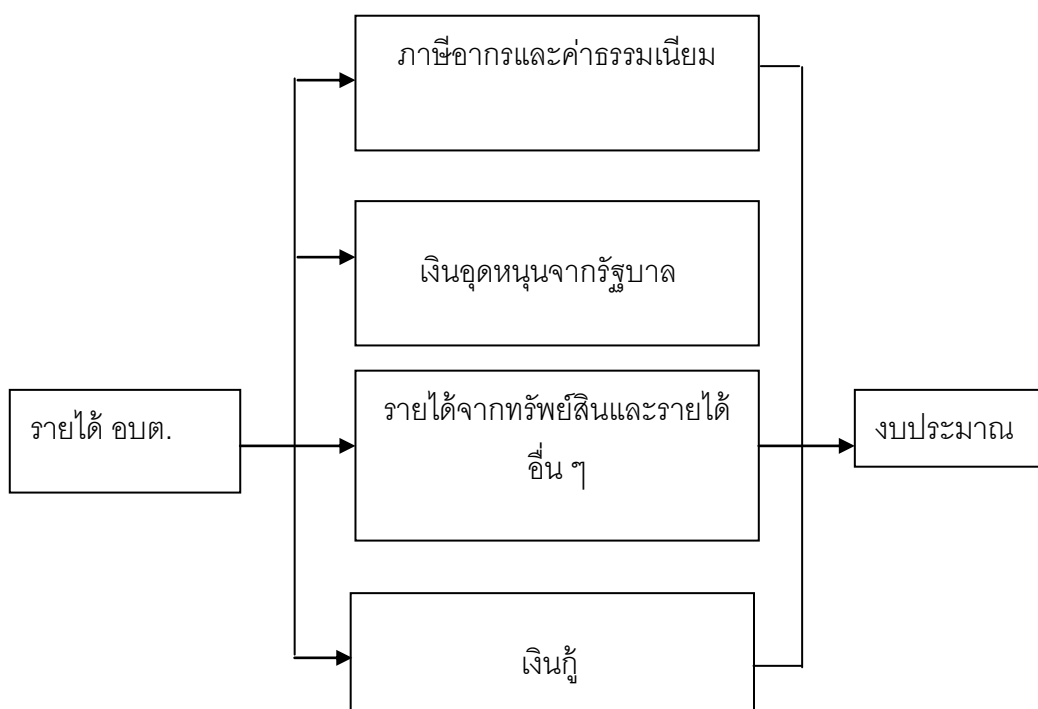 ภาษีอากรและค่าธรรมเนียม
เงินอุดหนุนจากรัฐบาล
รายได้ อบต.
รายได้จากทรัพย์สินและรายได้
อื่น ๆ
งบประมาณ
เงินกู้